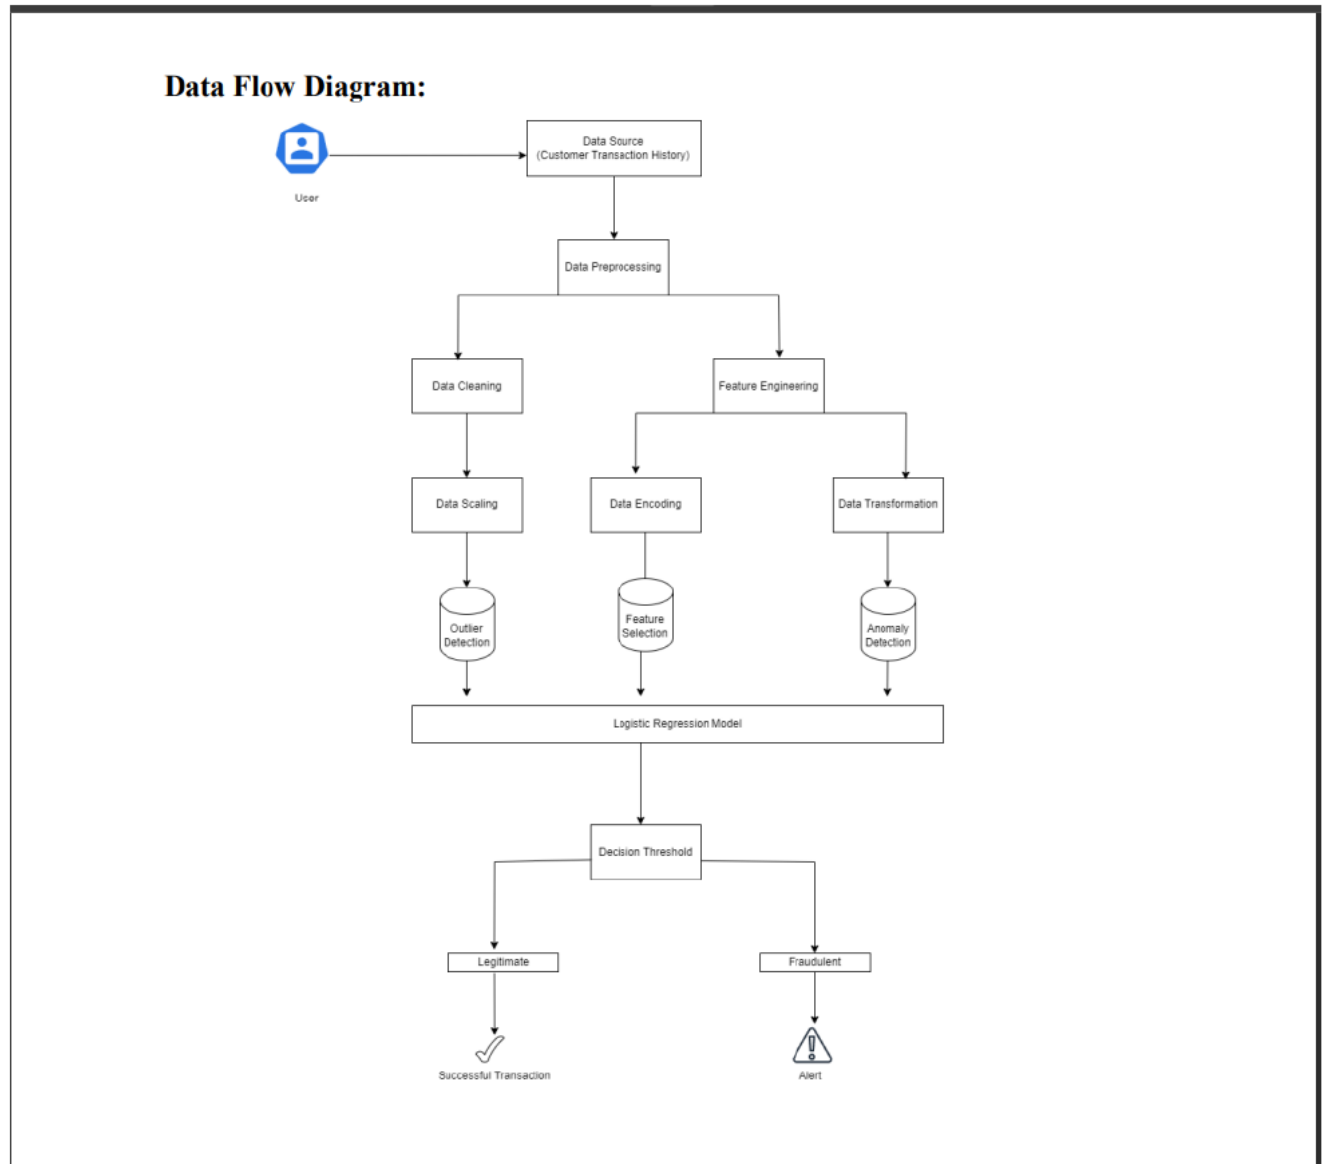 Data Flow Diagram:
User
Data Source
(Customer Transaction History)
Data Preprocessing
Data Cleaning
Feature Engineering
Data Scaling
Data Encoding
Data Transformation
Outlier
Detection
Feature
Selection
Anomaly
Detection
Logistic Regression Model
Decision Threshold
Legitimate
Fraudulent
Successful Transaction
Alert